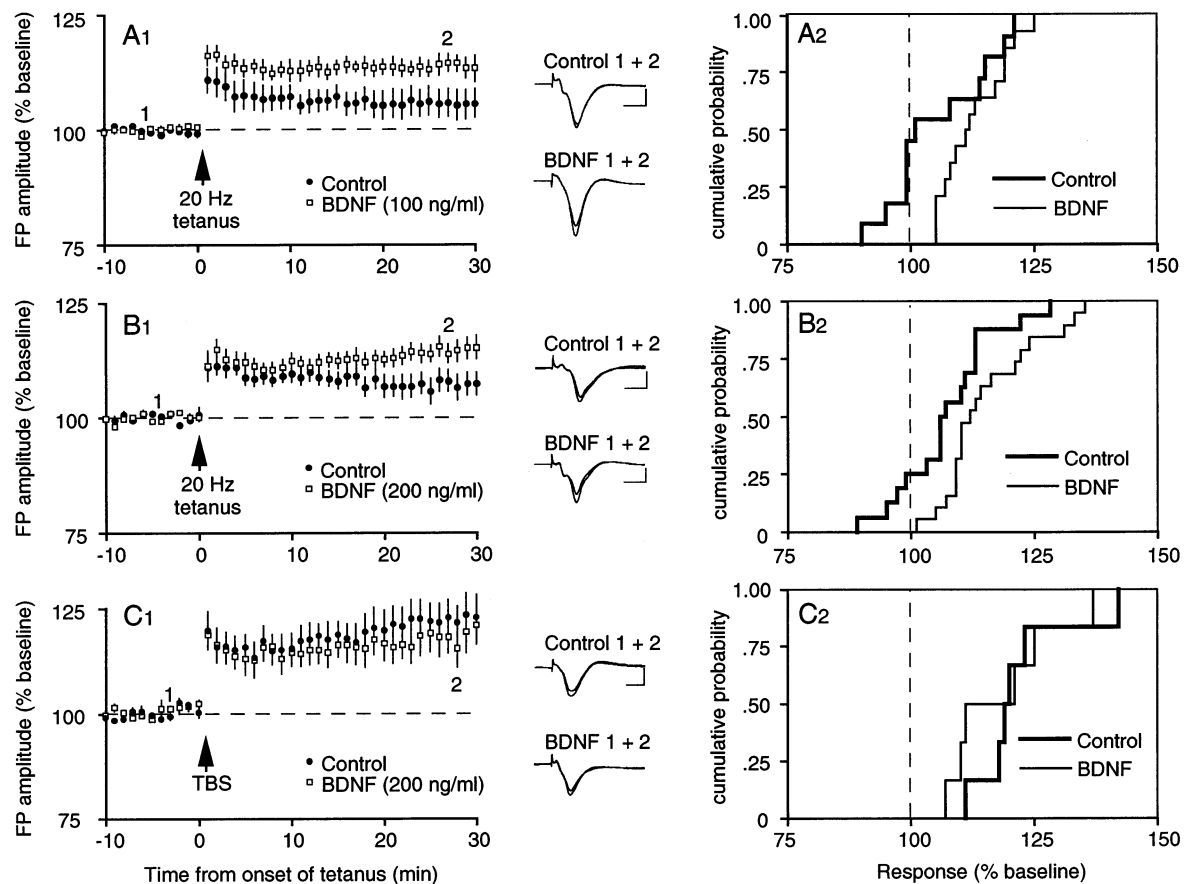 A1
125
100
75
FP amplitude (% baseline)
1
2
20 Hz
tetanus
Control
BDNF (100 ng/ml)
-10 0 10 20 30
Control 1 + 2
BDNF 1 + 2
A2
1.00
.75
.50
.25
0
cumulative probability
Control
BDNF
75 100 125 150
B1
125
100
75
FP amplitude (% baseline)
1
2
20 Hz
tetanus
Control
BDNF (200 ng/ml)
-10 0 10 20 30
Control 1 + 2
BDNF 1 + 2
B2
1.00
.75
.50
.25
0
cumulative probability
Control
BDNF
75 100 125 150
C1
125
100
75
FP amplitude (% baseline)
1
2
TBS
Control
BDNF (200 ng/ml)
-10 0 10 20 30
Time from onset of tetanus (min)
Control 1 + 2
BDNF 1 + 2
C2
1.00
.75
.50
.25
0
cumulative probability
Control
BDNF
75 100 125 150
Response (% baseline)